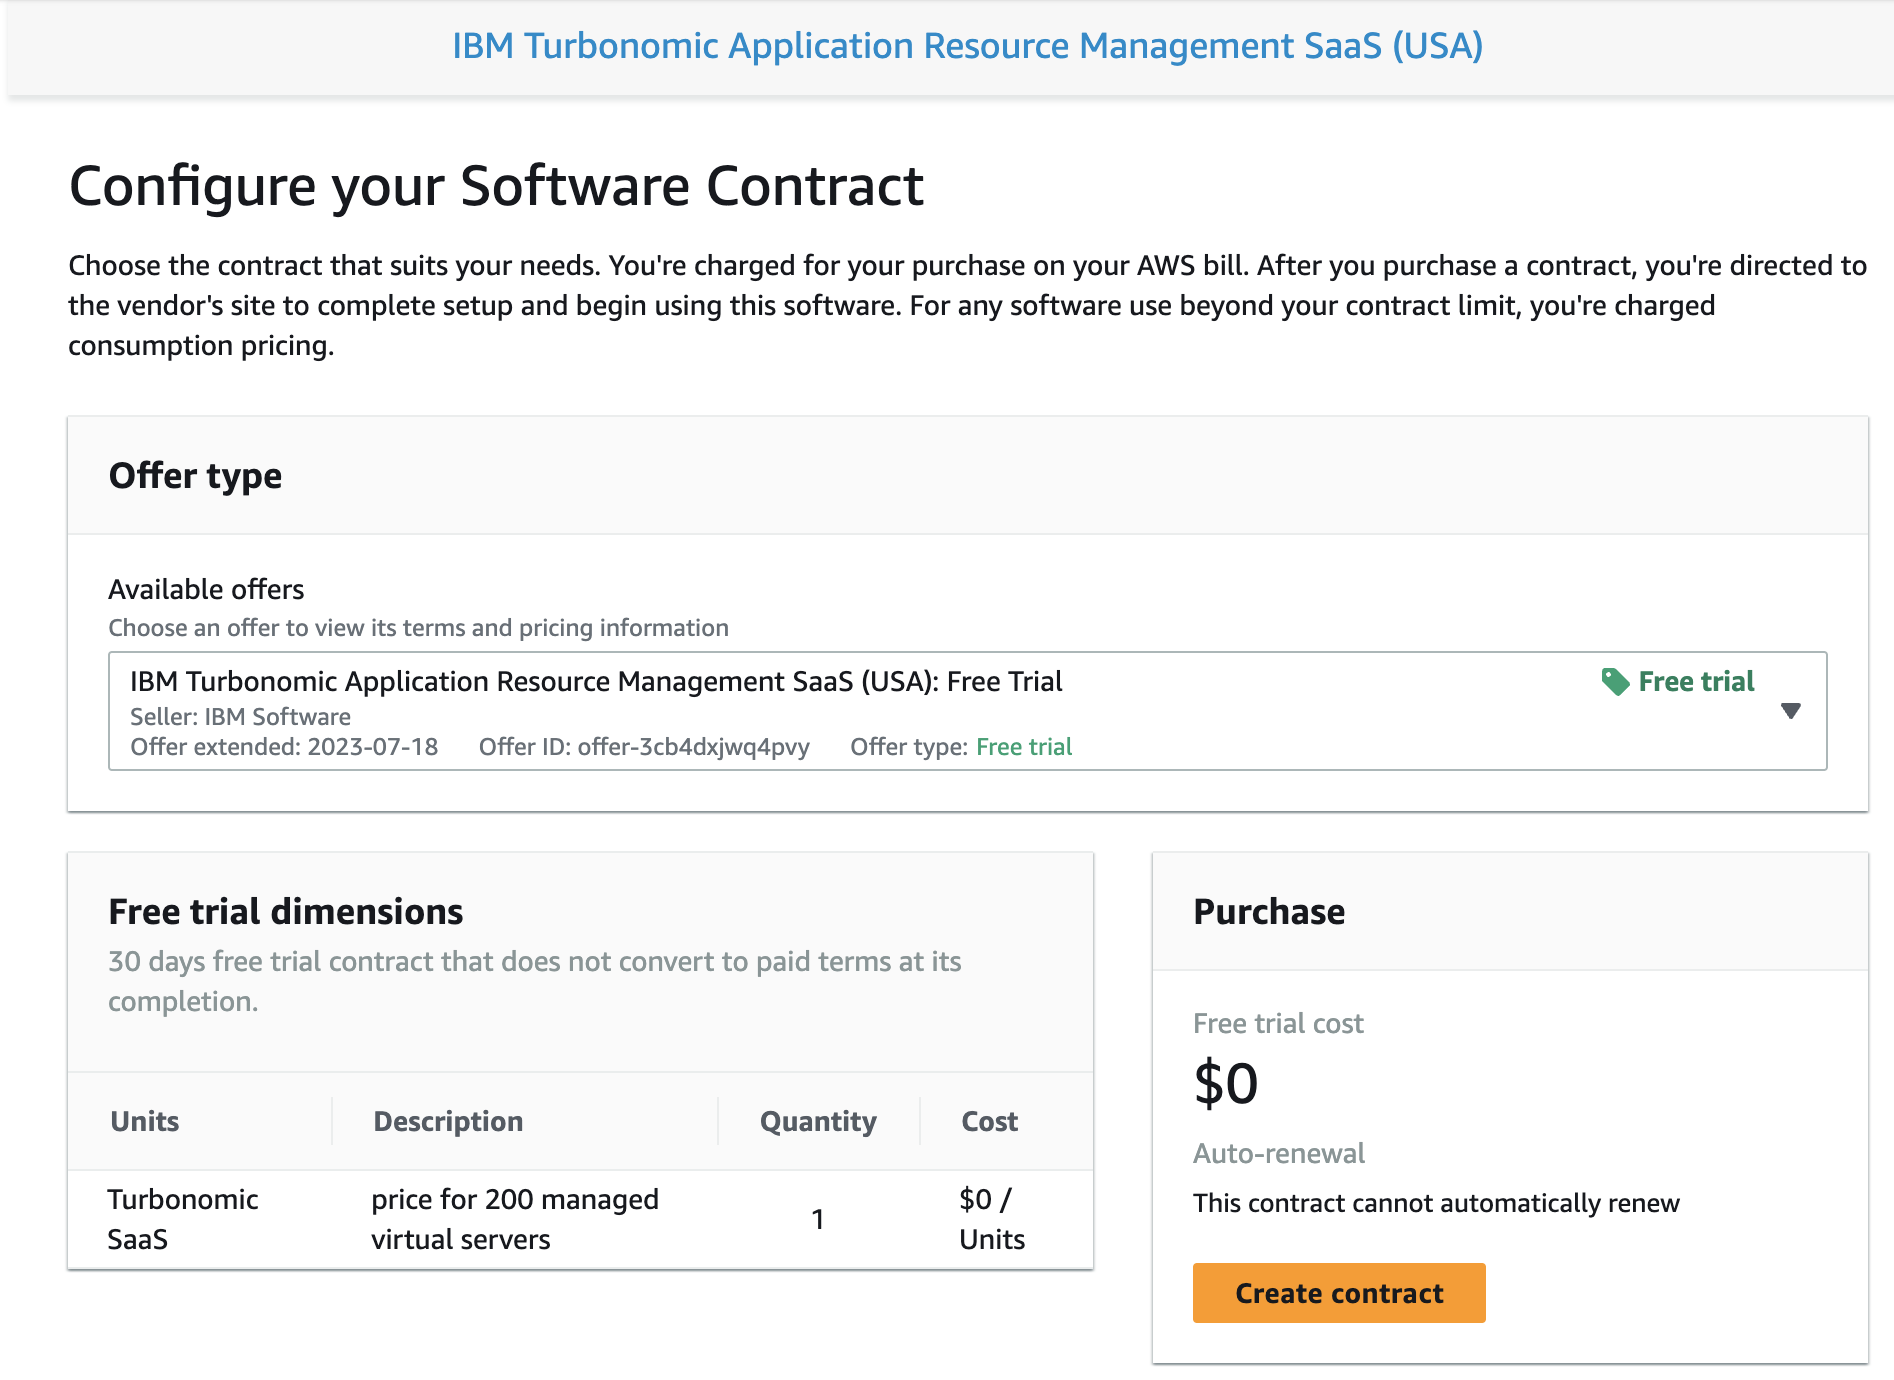 IBM Turbonomic Application Resource Management SaaS (USA)
Configure your Software Contract
Choose the contract that suits your needs. You're charged for your purchase on your AWS bill. After you purchase a contract, you're directed to
the vendor's site to complete setup and begin using this software. For any software use beyond your contract limit, you're charged
consumption pricing.
Offer type
Available offers
Choose an offer to view its terms and pricing information
IBM Turbonomic Application Resource Management SaaS (USA): Free Trial
Free trial
Seller: IBM Software
Offer extended: 2023-07-18 Offer ID: offer-3cb4dxjwq4pvy Offer type: Free trial
Free trial dimensions
30 days free trial contract that does not convert to paid terms at its
completion.
Units Description Quantity Cost
Turbonomic
SaaS
price for 200 managed
virtual servers
1
$0 /
Units
Purchase
Free trial cost
$0
Auto-renewal
This contract cannot automatically renew
Create contract